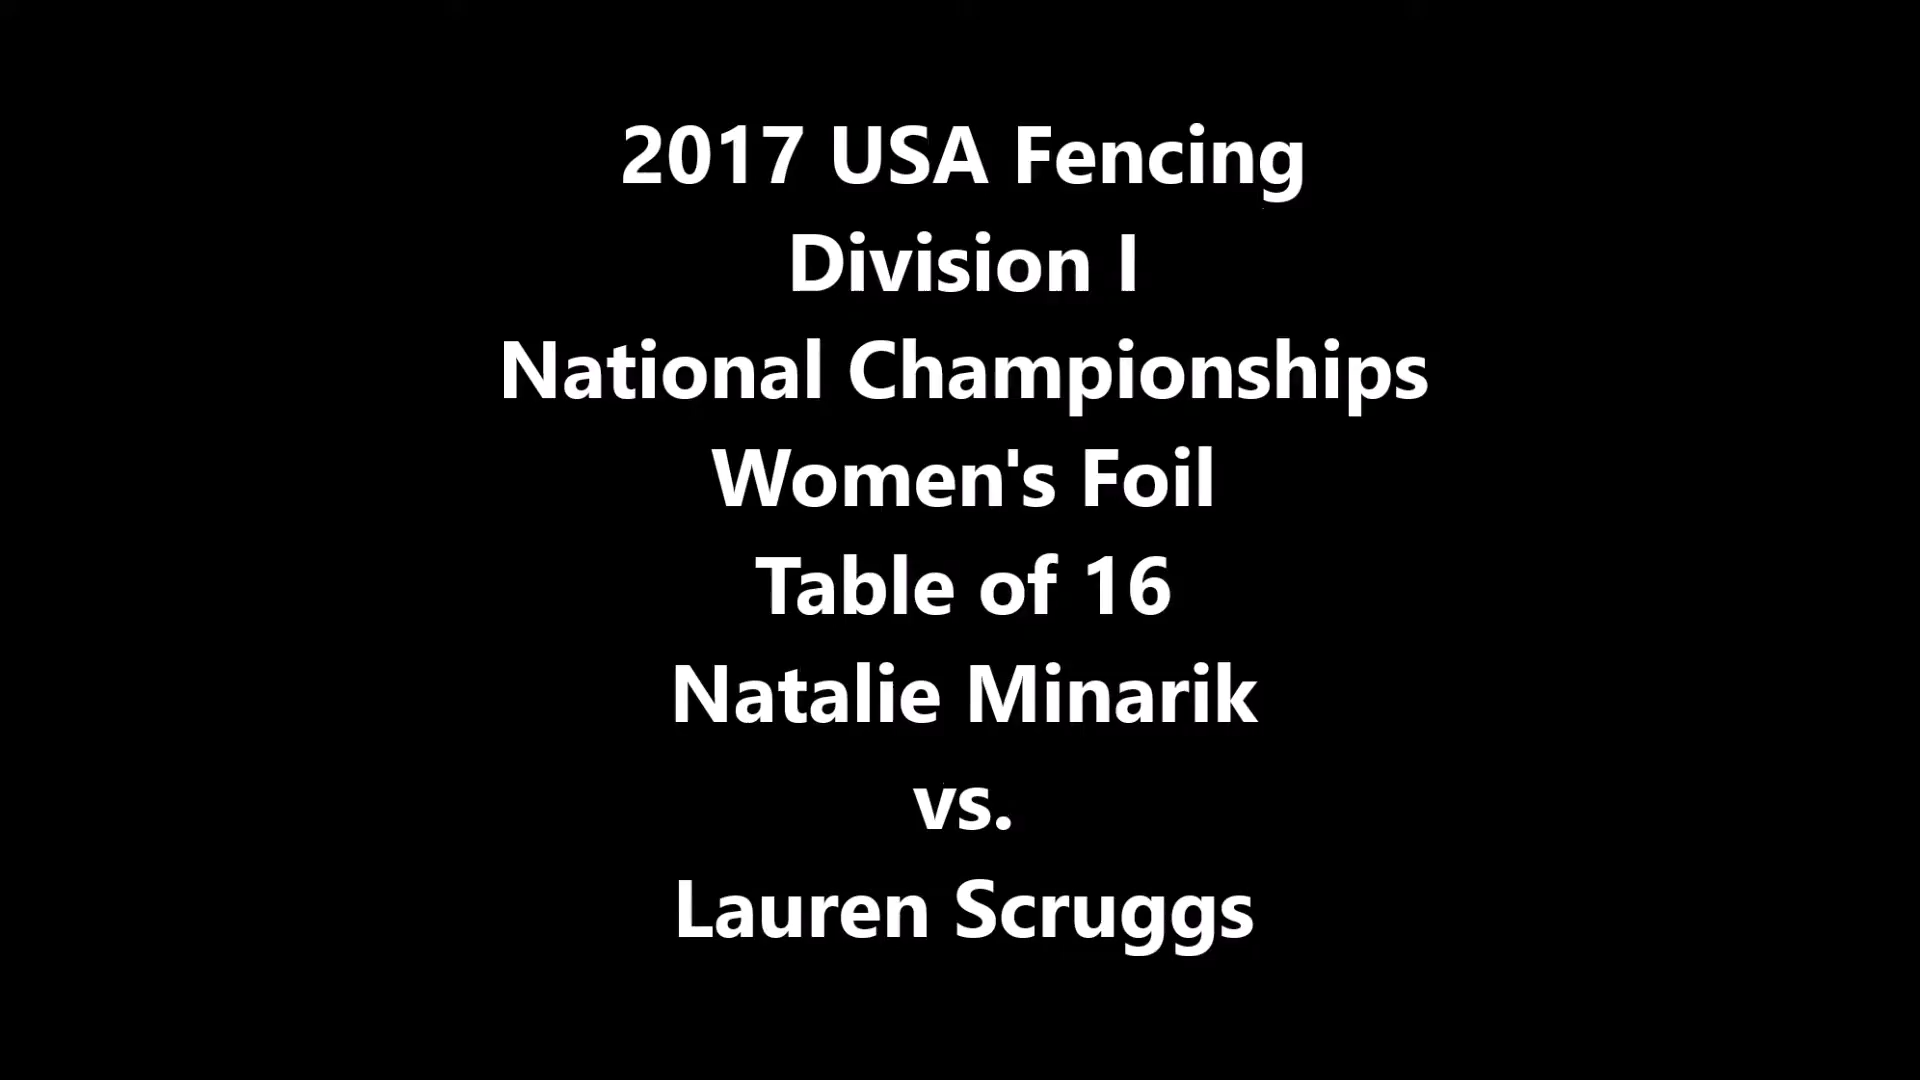 2017 USA Fencing
Division I
National Championships
Women's Foil
Table of 16
Natalie Minarik
vs.
Lauren Scruggs